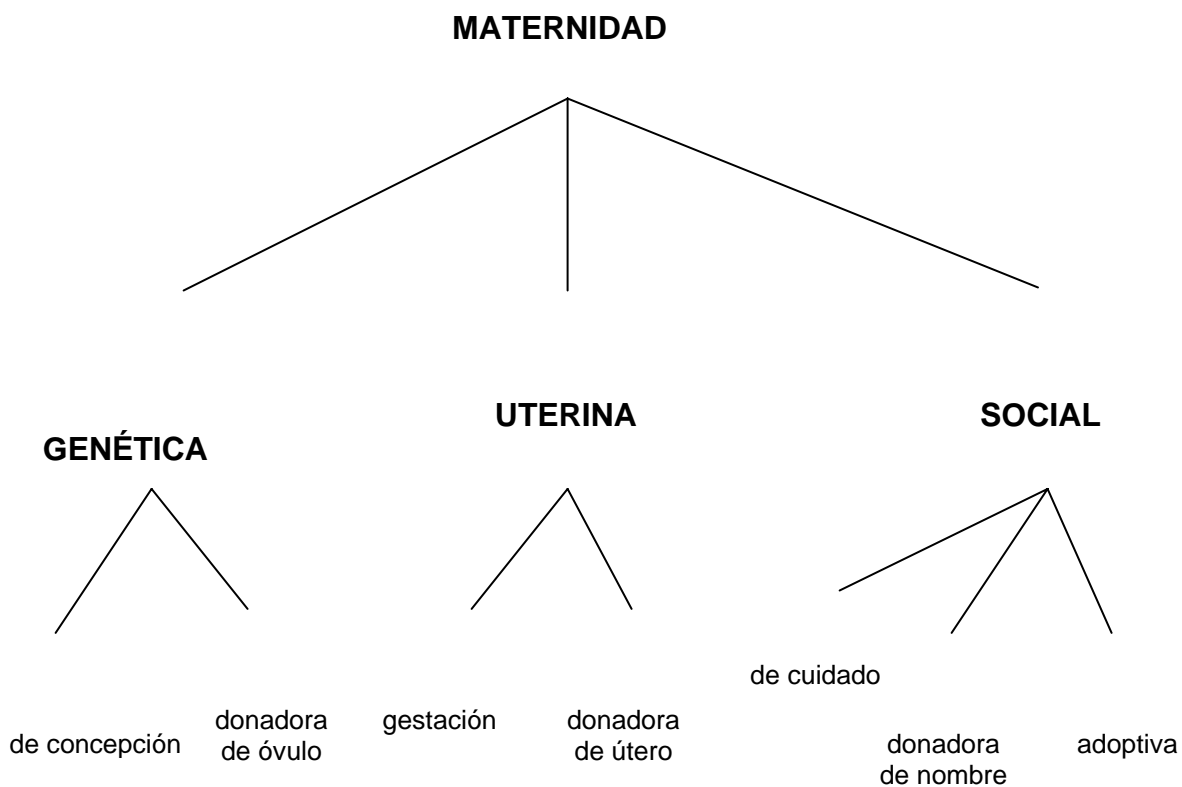 MATERNIDAD
GENÉTICA
UTERINA
SOCIAL
de concepción
donadora
de óvulo
gestación
donadora
de útero
de cuidado
donadora
de nombre
adoptiva